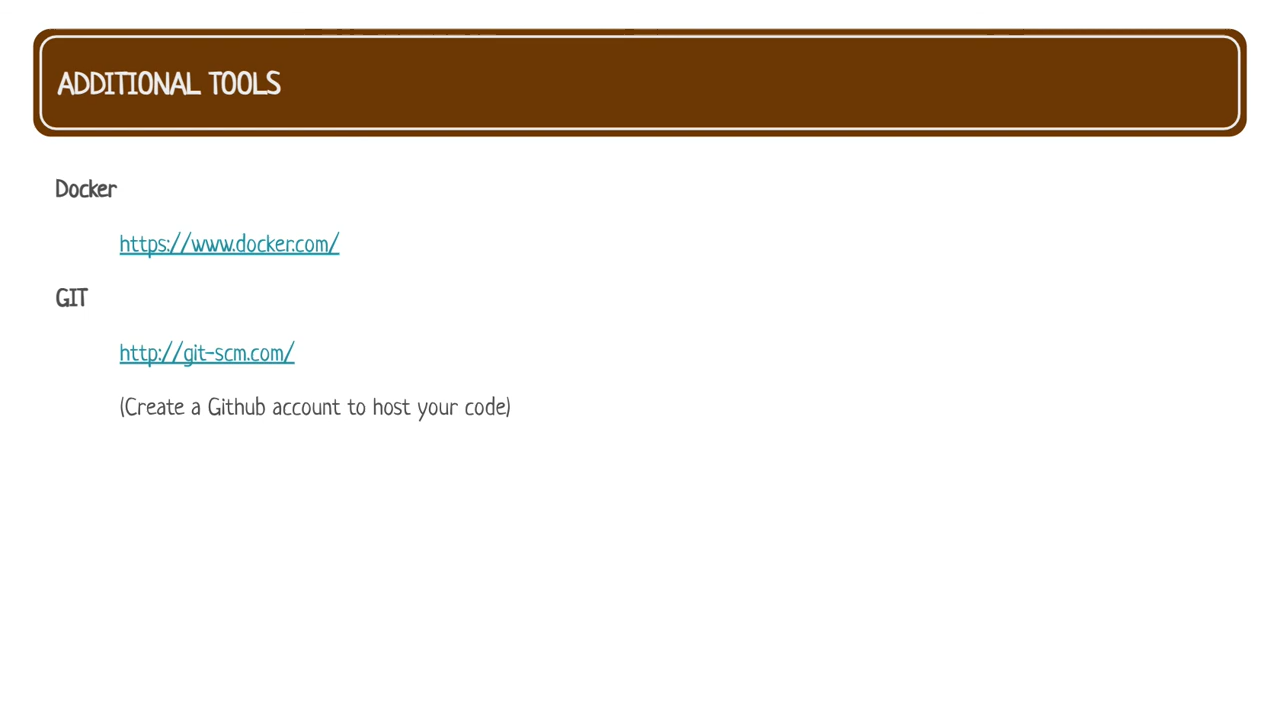 ADDITIONAL TOOLS
Docker
https://www.docker.com/
GIT
http://git-scm.com/
(Create a Github account to host your code)